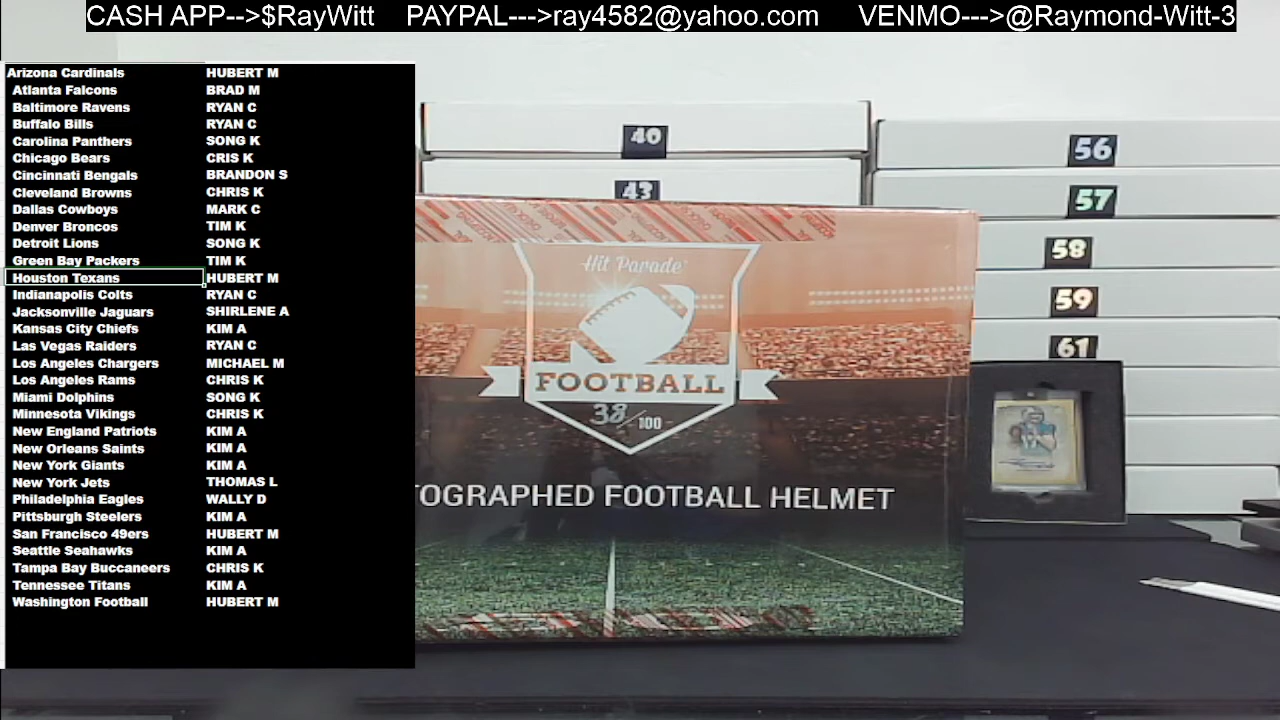 CASH APP-->$RayWitt PAYPAL--->ray4582@yahoo.com VENMO--->@Raymond-Witt-3
Arizona Cardinals HUBERT M
Atlanta Falcons BRAD M
Baltimore Ravens RYAN C
Buffalo Bills RYAN C
Carolina Panthers SONG K
Chicago Bears CRIS K
Cincinnati Bengals BRANDON S
Cleveland Browns CHRIS K
Dallas Cowboys MARK C
Denver Broncos TIM K
Detroit Lions SONG K
Green Bay Packers TIM K
Houston Texans HUBERT M
Indianapolis Colts RYAN C
Jacksonville Jaguars SHIRLENE A
Kansas City Chiefs KIM A
Las Vegas Raiders RYAN C
Los Angeles Chargers MICHAEL M
Los Angeles Rams CHRIS K
Miami Dolphins SONG K
Minnesota Vikings CHRIS K
New England Patriots KIM A
New Orleans Saints KIM A
New York Giants KIM A
New York Jets THOMAS L
Philadelphia Eagles WALLY D
Pittsburgh Steelers KIM A
San Francisco 49ers HUBERT M
Seattle Seahawks KIM A
Tampa Bay Buccaneers CHRIS K
Tennessee Titans KIM A
Washington Football HUBERT M
40
43
Hit Parade
FOOTBALL
38/100
TOGRAPHED FOOTBALL HELMET
56
57
58
59
61